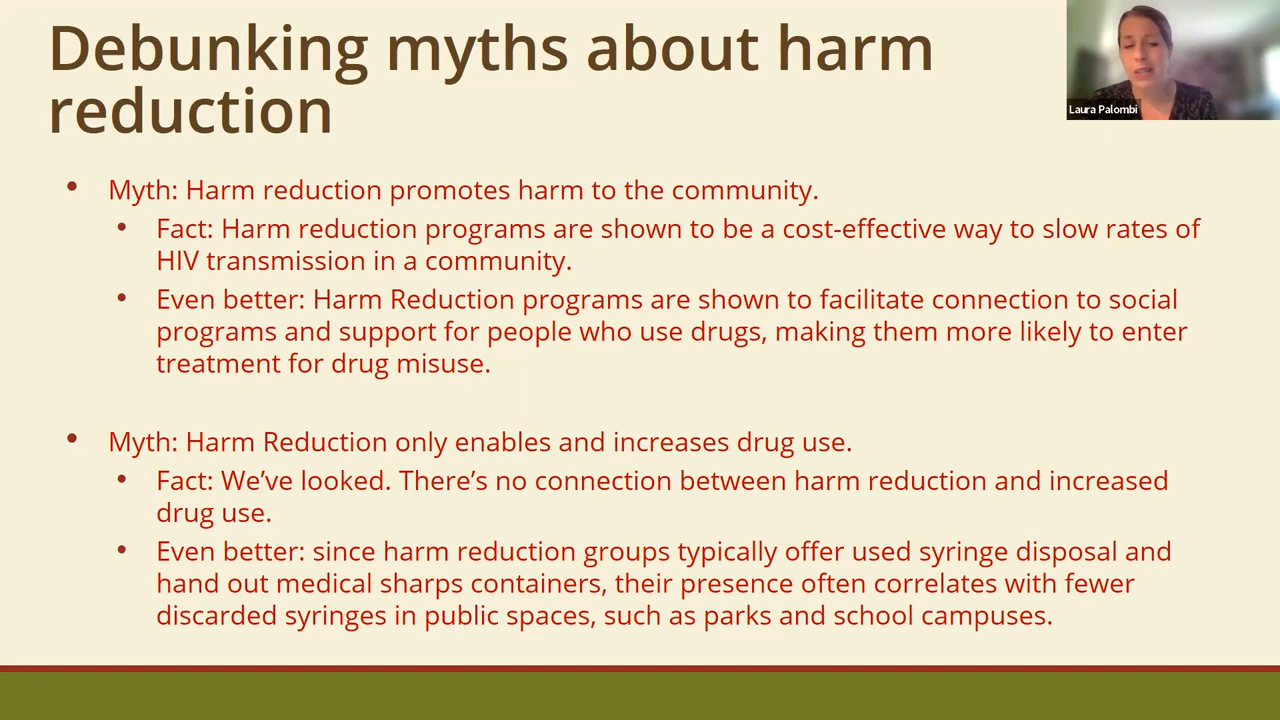 Debunking myths about harm
reduction
Laura Palombi
• Myth: Harm reduction promotes harm to the community.
• Fact: Harm reduction programs are shown to be a cost-effective way to slow rates of
HIV transmission in a community.
• Even better: Harm Reduction programs are shown to facilitate connection to social
programs and support for people who use drugs, making them more likely to enter
treatment for drug misuse.
• Myth: Harm Reduction only enables and increases drug use.
• Fact: We’ve looked. There’s no connection between harm reduction and increased
drug use.
• Even better: since harm reduction groups typically offer used syringe disposal and
hand out medical sharps containers, their presence often correlates with fewer
discarded syringes in public spaces, such as parks and school campuses.